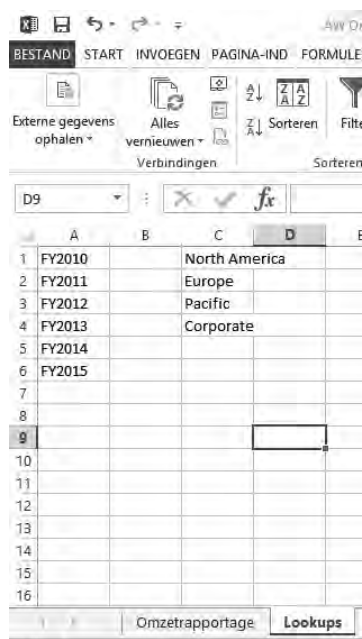 AW Om
BESTAND START INVOEGEN PAGINA-IND FORMULE
Externe gegevens ophalen
Alles vernieuwen
Sorteren
Filte
Verbindingen
Sorteren
D9
fx
A B C D E
1 FY2010 North America
2 FY2011 Europe
3 FY2012 Pacific
4 FY2013 Corporate
5 FY2014
6 FY2015
7
8
9
10
11
12
13
14
15
16
Omzetrapportage Lookups